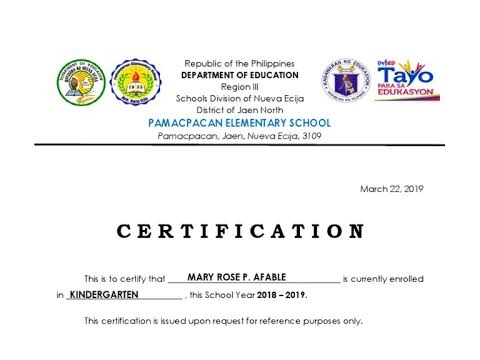 Republic of the Philippines
DEPARTMENT OF EDUCATION
Region III
Schools Division of Nueva Ecija
District of Jaen North
PAMACPACAN ELEMENTARY SCHOOL
Pamacpacan, Jaen, Nueva Ecija, 3109
DepED
Tayo
PARA SA
EDUKASYON
March 22, 2019
CERTIFICATION
This is to certify that MARY ROSE P. AFABLE is currently enrolled
in KINDERGARTEN , this School Year 2018 – 2019.
This certification is issued upon request for reference purposes only.